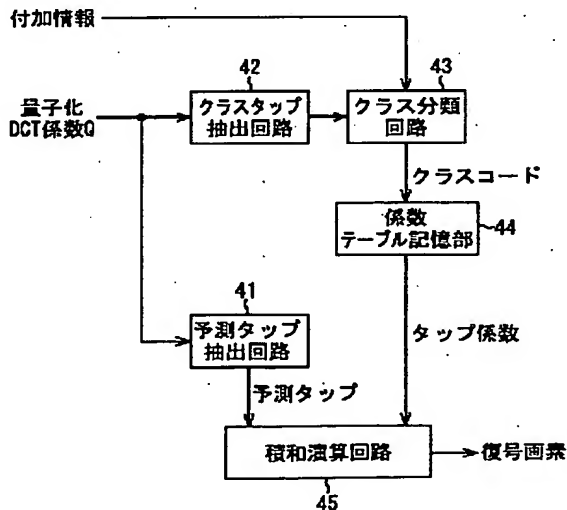 付加情報
42
43
量子化
DCT係数Q
クラスタップ
抽出回路
クラス分類
回路
クラスコード
係数
テーブル記憶部
44
41
予測タップ
抽出回路
タップ係数
予測タップ
積和演算回路
復号画素
45